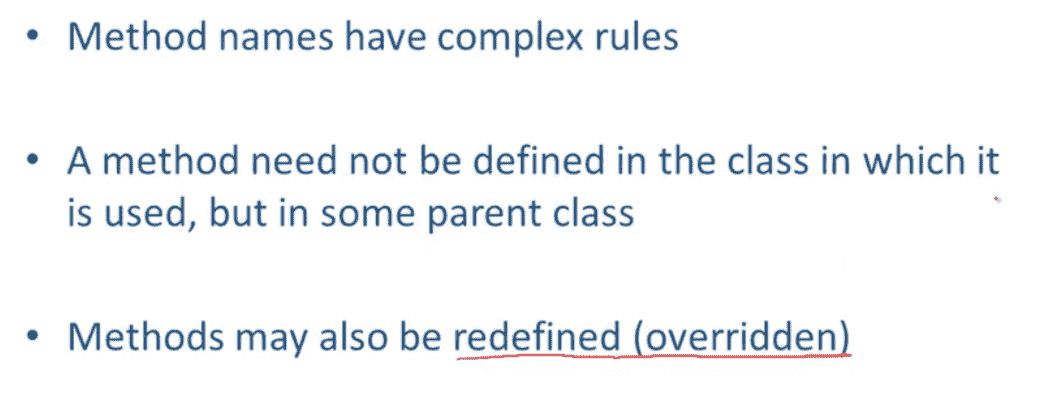 • Method names have complex rules
• A method need not be defined in the class in which it
is used, but in some parent class
• Methods may also be redefined (overridden)